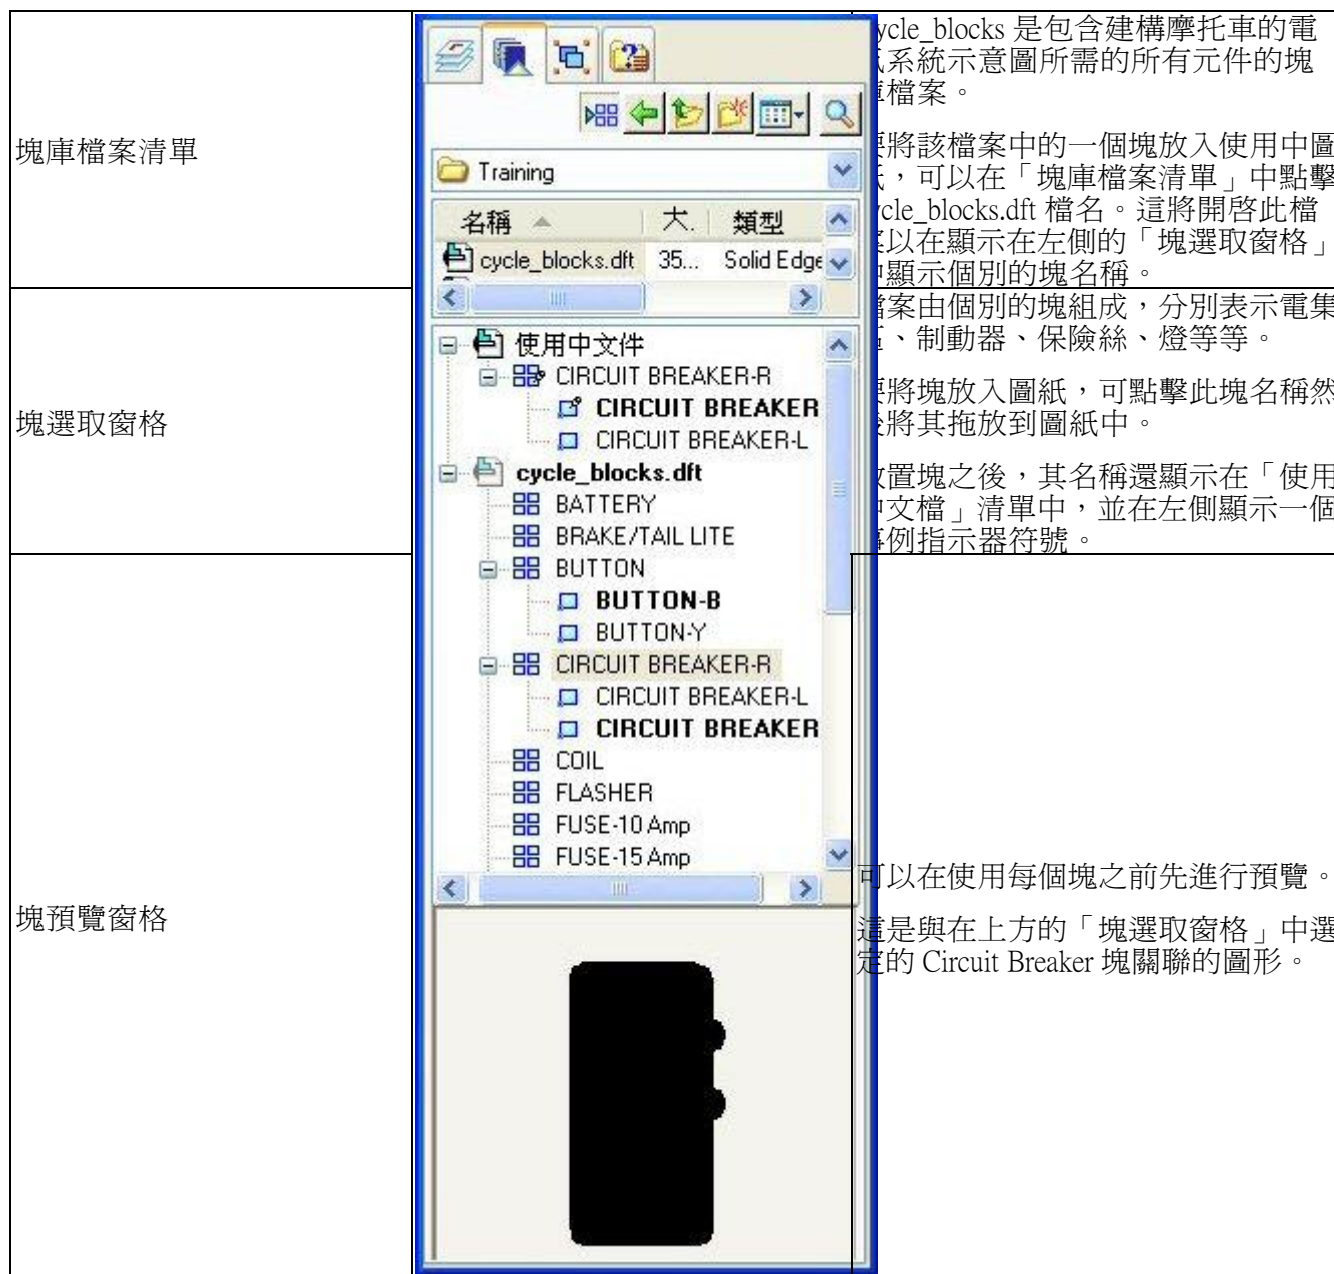 塊庫檔案清單
Training
名稱 大. 類型
cycle_blocks.dft 35... Solid Edge
使用中文件
CIRCUIT BREAKER-R
CIRCUIT BREAKER
CIRCUIT BREAKER-L
cycle_blocks.dft
BATTERY
BRAKE/TAIL LITE
BUTTON
BUTTON-B
BUTTON-Y
CIRCUIT BREAKER-R
CIRCUIT BREAKER-L
CIRCUIT BREAKER
COIL
FLASHER
FUSE-10 Amp
FUSE-15 Amp
ycle_blocks 是包含建構摩托車的電
系統示意圖所需的所有元件的塊
檔案。
將該檔案中的一個塊放入使用中圖
,可以在「塊庫檔案清單」中點擊
ycle_blocks.dft 檔名。這將開啓此檔
以在顯示在左側的「塊選取窗格」
顯示個別的塊名稱。
塊選取窗格
案由個別的塊組成,分別表示電集
、制動器、保險絲、燈等等。
將塊放入圖紙,可點擊此塊名稱然
將其拖放到圖紙中。
置塊之後,其名稱還顯示在「使用
文檔」清單中,並在左側顯示一個
例指示器符號。
塊預覽窗格
可以在使用每個塊之前先進行預覽。
這是與在上方的「塊選取窗格」中選
定的 Circuit Breaker 塊關聯的圖形。